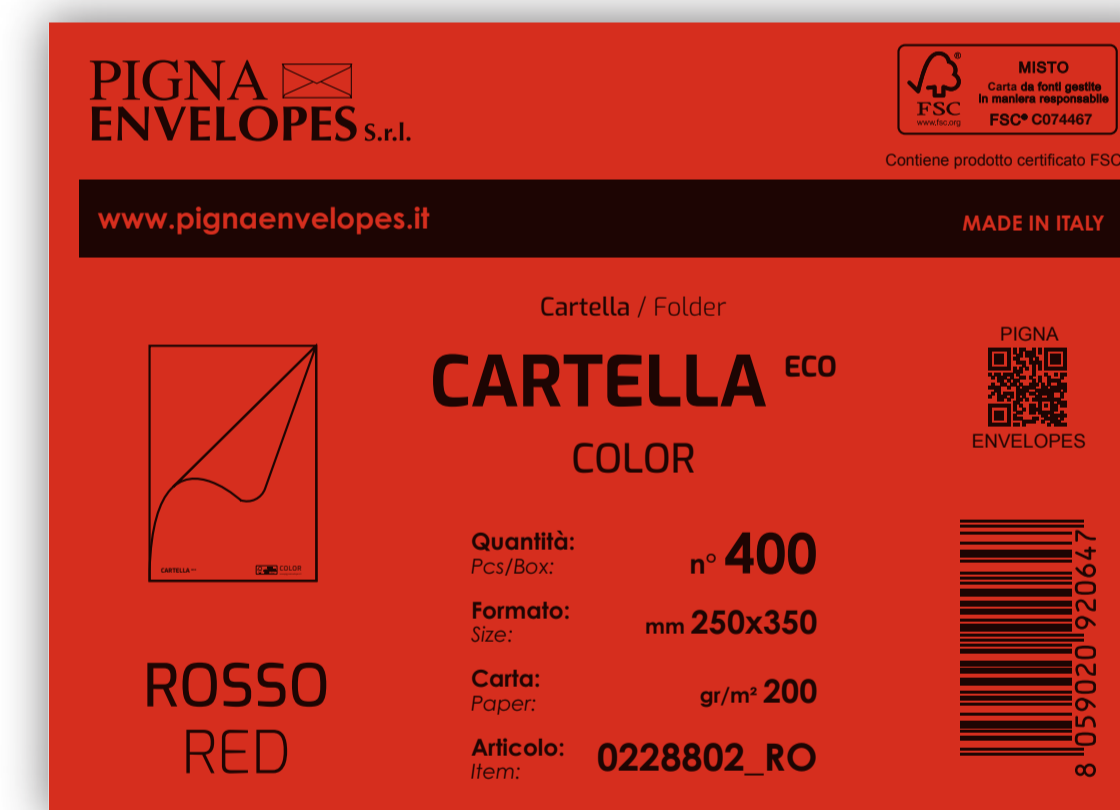 PIGNA
ENVELOPES S.r.l.
FSC®
www.fsc.org
MISTO
Carta da fonti gestite
in maniera responsabile
FSC® C074467
Contiene prodotto certificato FSC
www.pignaenvelopes.it
MADE IN ITALY
Cartella / Folder
CARTELLA ECO
COLOR
PIGNA
ENVELOPES
CARTELLA ECO
COLOR
ROSSO
RED
Quantità:
Pcs/Box:
n° 400
Formato:
Size:
mm 250x350
Carta:
Paper:
gr/m² 200
Articolo:
Item:
0228802_RO
8 059020 920647